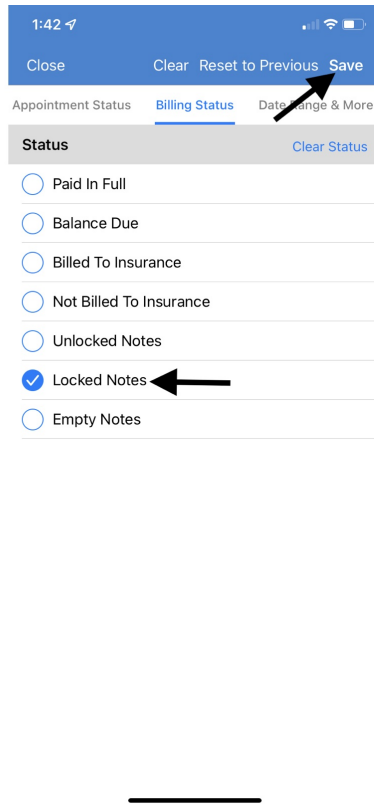 1:42
Close Clear Reset to Previous Save
Appointment Status Billing Status Date Range & More
Status Clear Status
Paid In Full
Balance Due
Billed To Insurance
Not Billed To Insurance
Unlocked Notes
Locked Notes
Empty Notes